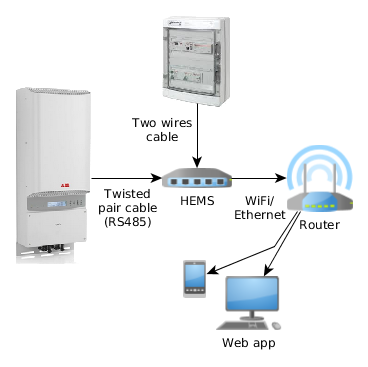 Two wires
cable
Twisted
pair cable
(RS485)
HEMS
WiFi/
Ethernet
Router
Web app